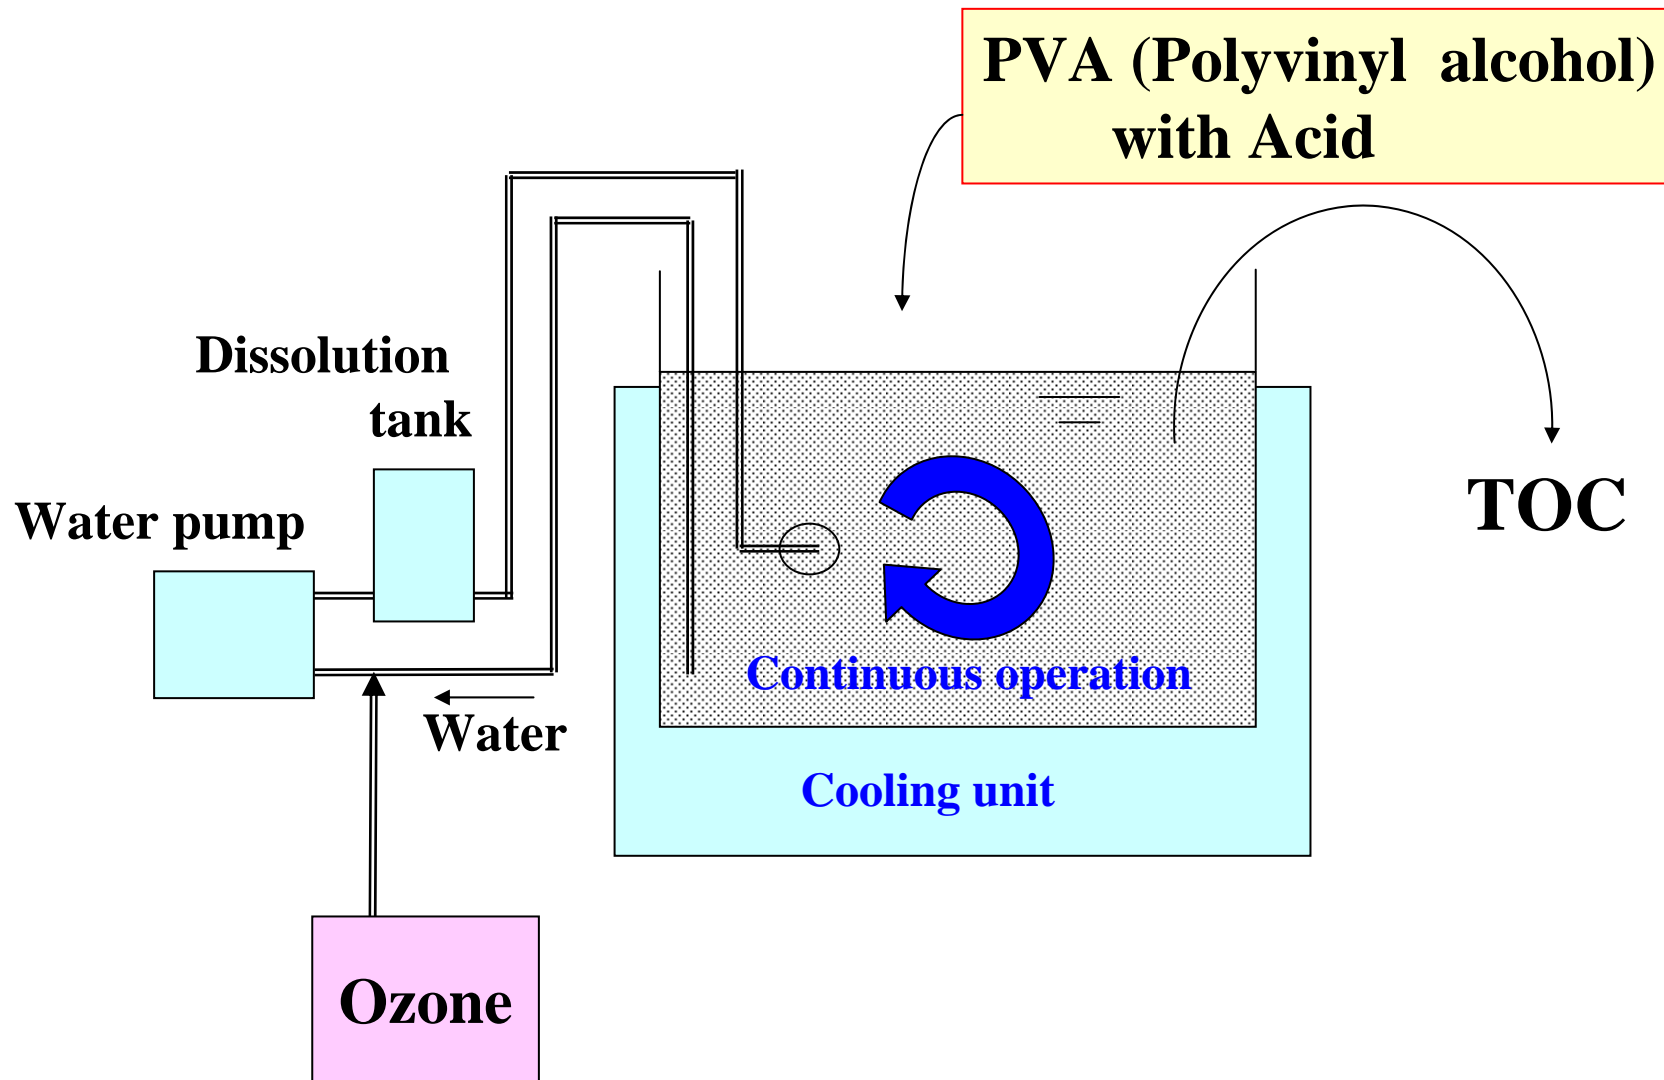 PVA (Polyvinyl alcohol)
with Acid
Dissolution
tank
Water pump
TOC
Continuous operation
Water
Cooling unit
Ozone